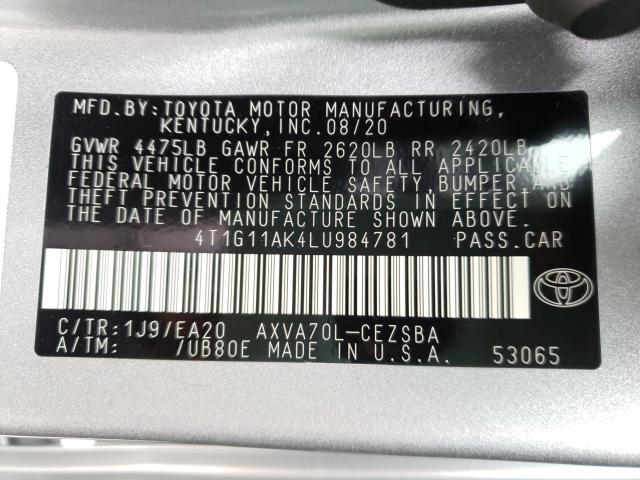 MFD.BY:TOYOTA MOTOR MANUFACTURING,
KENTUCKY, INC.08/20
GVWR 4475LB GAWR FR 2620LB RR 2420LB
THIS VEHICLE CONFORMS TO ALL APPLICABLE
FEDERAL MOTOR VEHICLE SAFETY,BUMPER,AND
THEFT PREVENTION STANDARDS IN EFFECT ON
THE DATE OF MANUFACTURE SHOWN ABOVE.
4T1G11AK4LU984781 PASS.CAR
C/TR:1J9/EA20 AXVA70L-CEZSBA
A/TM: /UB80E MADE IN U.S.A. 53065